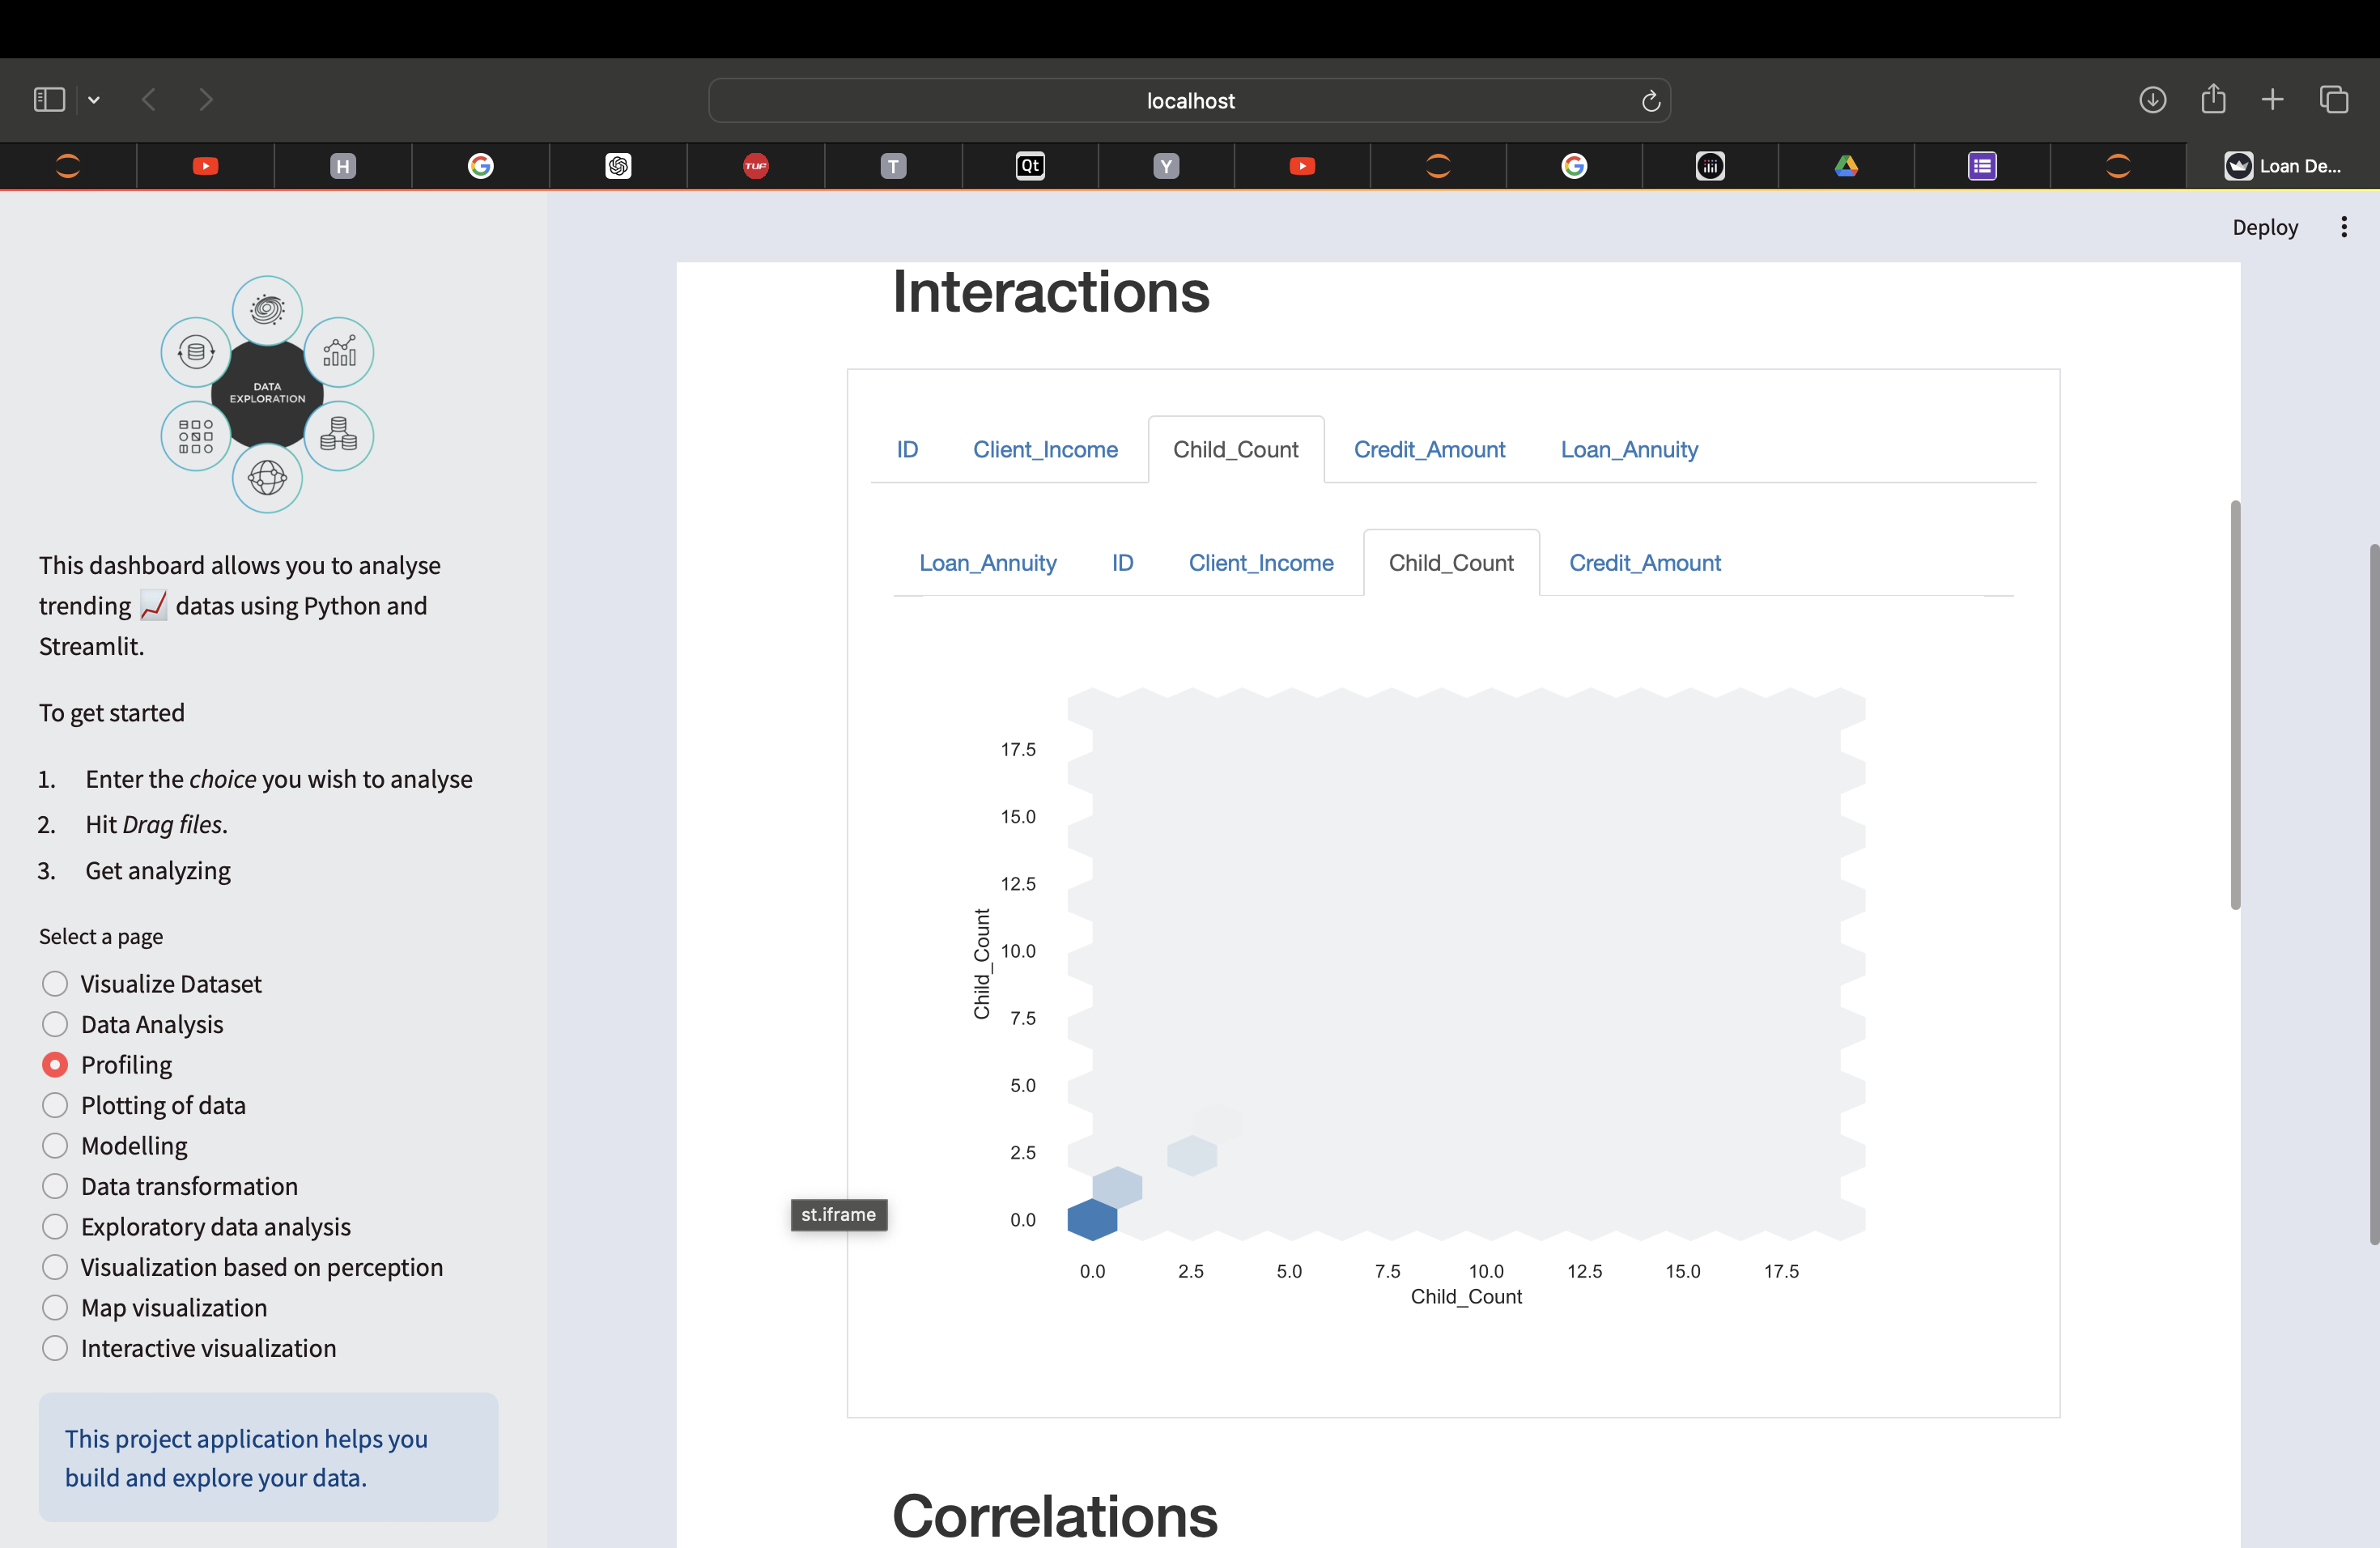 localhost
H
TUP
T
Qt
Y
Loan De...
Deploy
DATA
EXPLORATION
This dashboard allows you to analyse
trending 📈 datas using Python and
Streamlit.
To get started
1. Enter the choice you wish to analyse
2. Hit Drag files.
3. Get analyzing
Select a page
Visualize Dataset
Data Analysis
Profiling
Plotting of data
Modelling
Data transformation
Exploratory data analysis
Visualization based on perception
Map visualization
Interactive visualization
This project application helps you
build and explore your data.
Interactions
ID Client_Income Child_Count Credit_Amount Loan_Annuity
Loan_Annuity ID Client_Income Child_Count Credit_Amount
17.5
15.0
12.5
10.0
7.5
5.0
2.5
0.0
Child_Count
0.0 2.5 5.0 7.5 10.0 12.5 15.0 17.5
Child_Count
st.iframe
Correlations